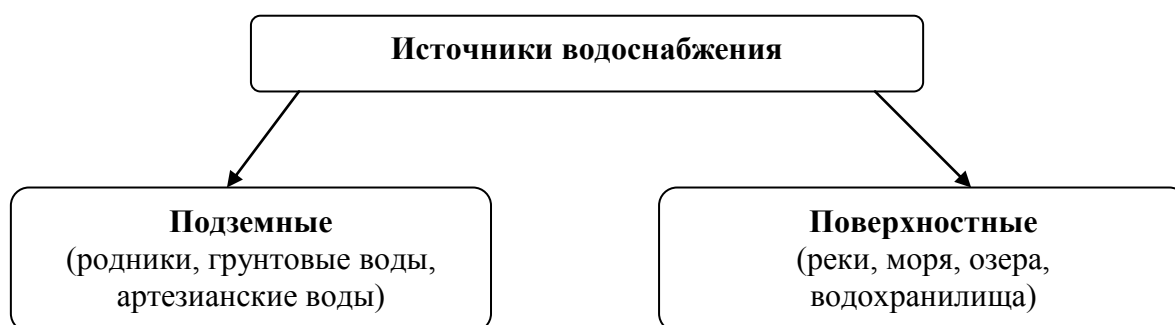 Источники водоснабжения
Подземные
(родники, грунтовые воды,
артезианские воды)
Поверхностные
(реки, моря, озера,
водохранилища)